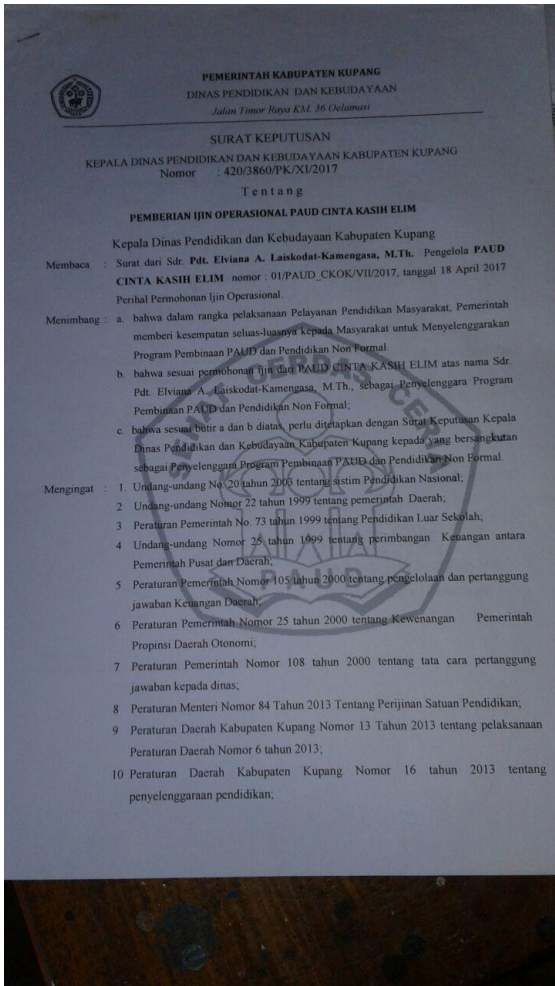 PEMERINTAH KABUPATEN KUPANG
DINAS PENDIDIKAN DAN KEBUDAYAAN
Jalan Timor Raya KM. 36 Oelamasi
SURAT KEPUTUSAN
KEPALA DINAS PENDIDIKAN DAN KEBUDAYAAN KABUPATEN KUPANG
Nomor : 420/3860/PK/XI/2017
Tentang
PEMBERIAN IJIN OPERASIONAL PAUD CINTA KASIH ELIM
Kepala Dinas Pendidikan dan Kebudayaan Kabupaten Kupang
Membaca : Surat dari Sdr. Pdt. Elviana A. Laiskodat-Kamengasa, M.Th. Pengelola PAUD
CINTA KASIH ELIM nomor : 01/PAUD_CKOK/VII/2017, tanggal 18 April 2017
Perihal Permohonan Ijin Operasional.
Menimbang : a. bahwa dalam rangka pelaksanaan Pelayanan Pendidikan Masyarakat, Pemerintah
memberi kesempatan seluas-luasnya kepada Masyarakat untuk Menyelenggarakan
Program Pembinaan PAUD dan Pendidikan Non Formal.
b. bahwa sesuai permohonan Ijin dari PAUD CINTA KASIH ELIM atas nama Sdr.
Pdt. Elviana A. Laiskodat-Kamengasa, M.Th., sebagai Penyelenggara Program
Pembinaan PAUD dan Pendidikan Non Formal;
c. bahwa sesuai butir a dan b diatas, perlu ditetapkan dengan Surat Keputusan Kepala
Dinas Pendidikan dan Kebudayaan Kabupaten Kupang kepada yang bersangkutan
sebagai Penyelenggara Program Pembinaan PAUD dan Pendidikan Non Formal.
Mengingat : 1. Undang-undang No. 20 tahun 2003 tentang sistim Pendidikan Nasional;
2 Undang-undang Nomor 22 tahun 1999 tentang pemerintah Daerah;
3 Peraturan Pemerintah No. 73 tahun 1999 tentang Pendidikan Luar Sekolah;
4 Undang-undang Nomor 25 tahun 1999 tentang perimbangan Keuangan antara
Pemerintah Pusat dan Daerah;
5 Peraturan Pemerintah Nomor 105 tahun 2000 tentang pengelolaan dan pertanggung
jawaban Keuangan Daerah;
6 Peraturan Pemerintah Nomor 25 tahun 2000 tentang Kewenangan Pemerintah
Propinsi Daerah Otonomi;
7 Peraturan Pemerintah Nomor 108 tahun 2000 tentang tata cara pertanggung
jawaban kepada dinas;
8 Peraturan Menteri Nomor 84 Tahun 2013 Tentang Perijinan Satuan Pendidikan;
9 Peraturan Daerah Kabupaten Kupang Nomor 13 Tahun 2013 tentang pelaksanaan
Peraturan Daerah Nomor 6 tahun 2013;
10 Peraturan Daerah Kabupaten Kupang Nomor 16 tahun 2013 tentang
penyelenggaraan pendidikan;
SEHAT CERDAS CERIA
PAUD